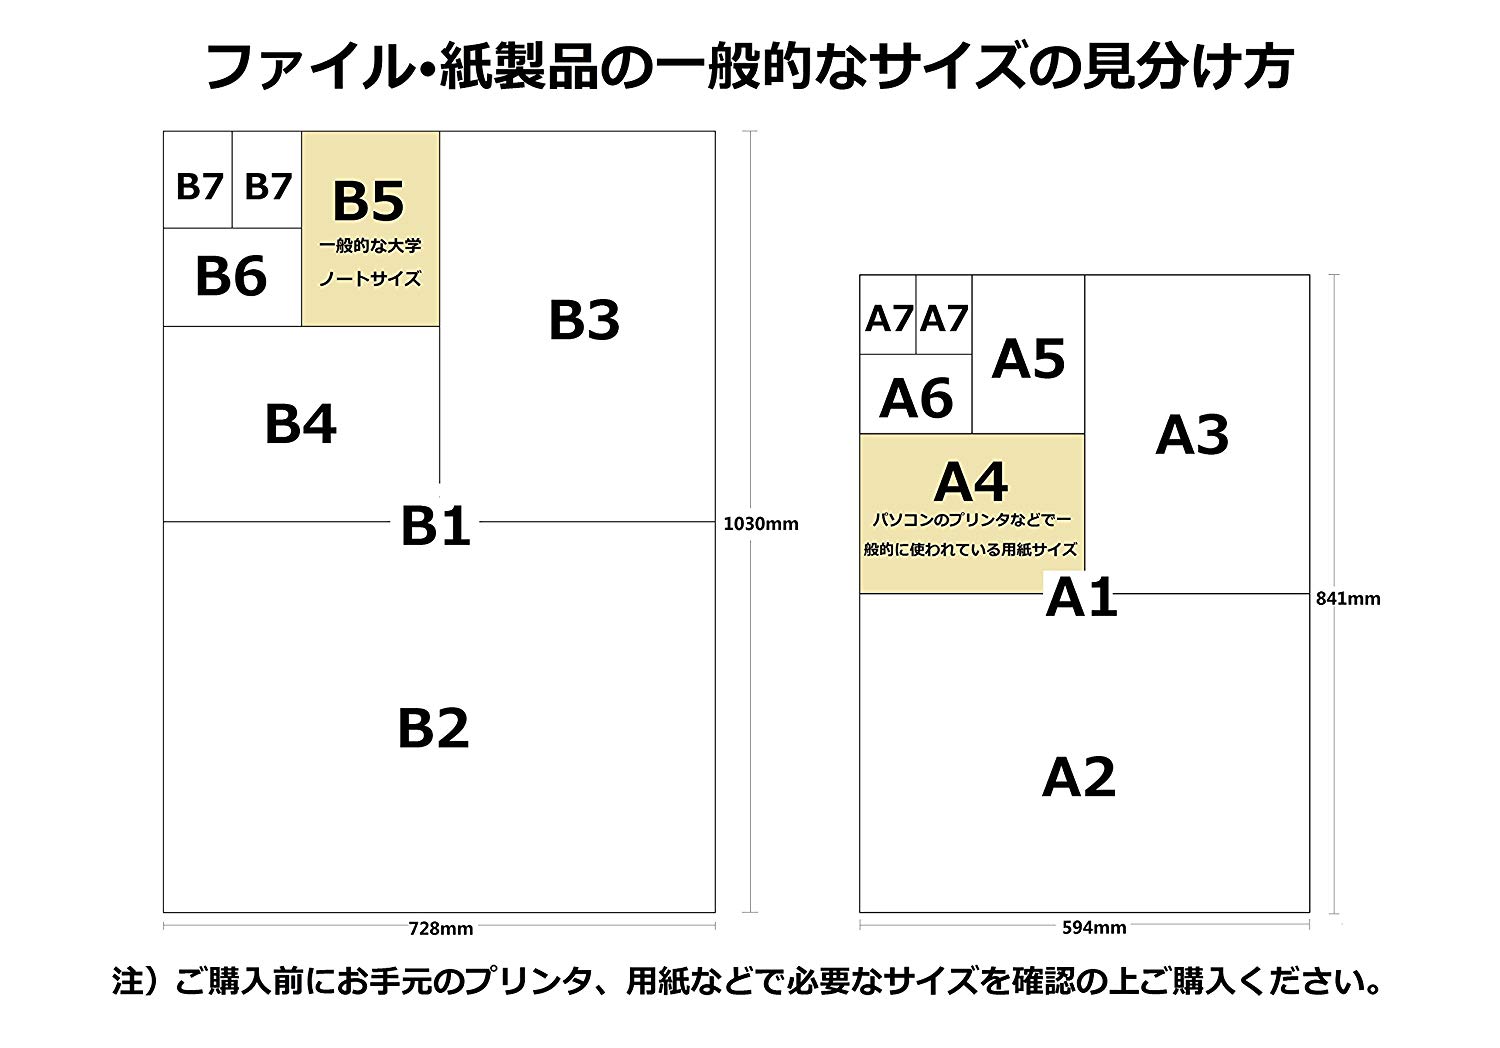 ファイル・紙製品の一般的なサイズの見分け方
B7 B7
B5
一般的な大学
ノートサイズ
B6
B3
B4
B1
1030mm
B2
728mm
A7 A7
A5
A6
A3
A4
パソコンのプリンタなどで一
般的に使われている用紙サイズ
A1
841mm
A2
594mm
注）ご購入前にお手元のプリンタ、用紙などで必要なサイズを確認の上ご購入ください。